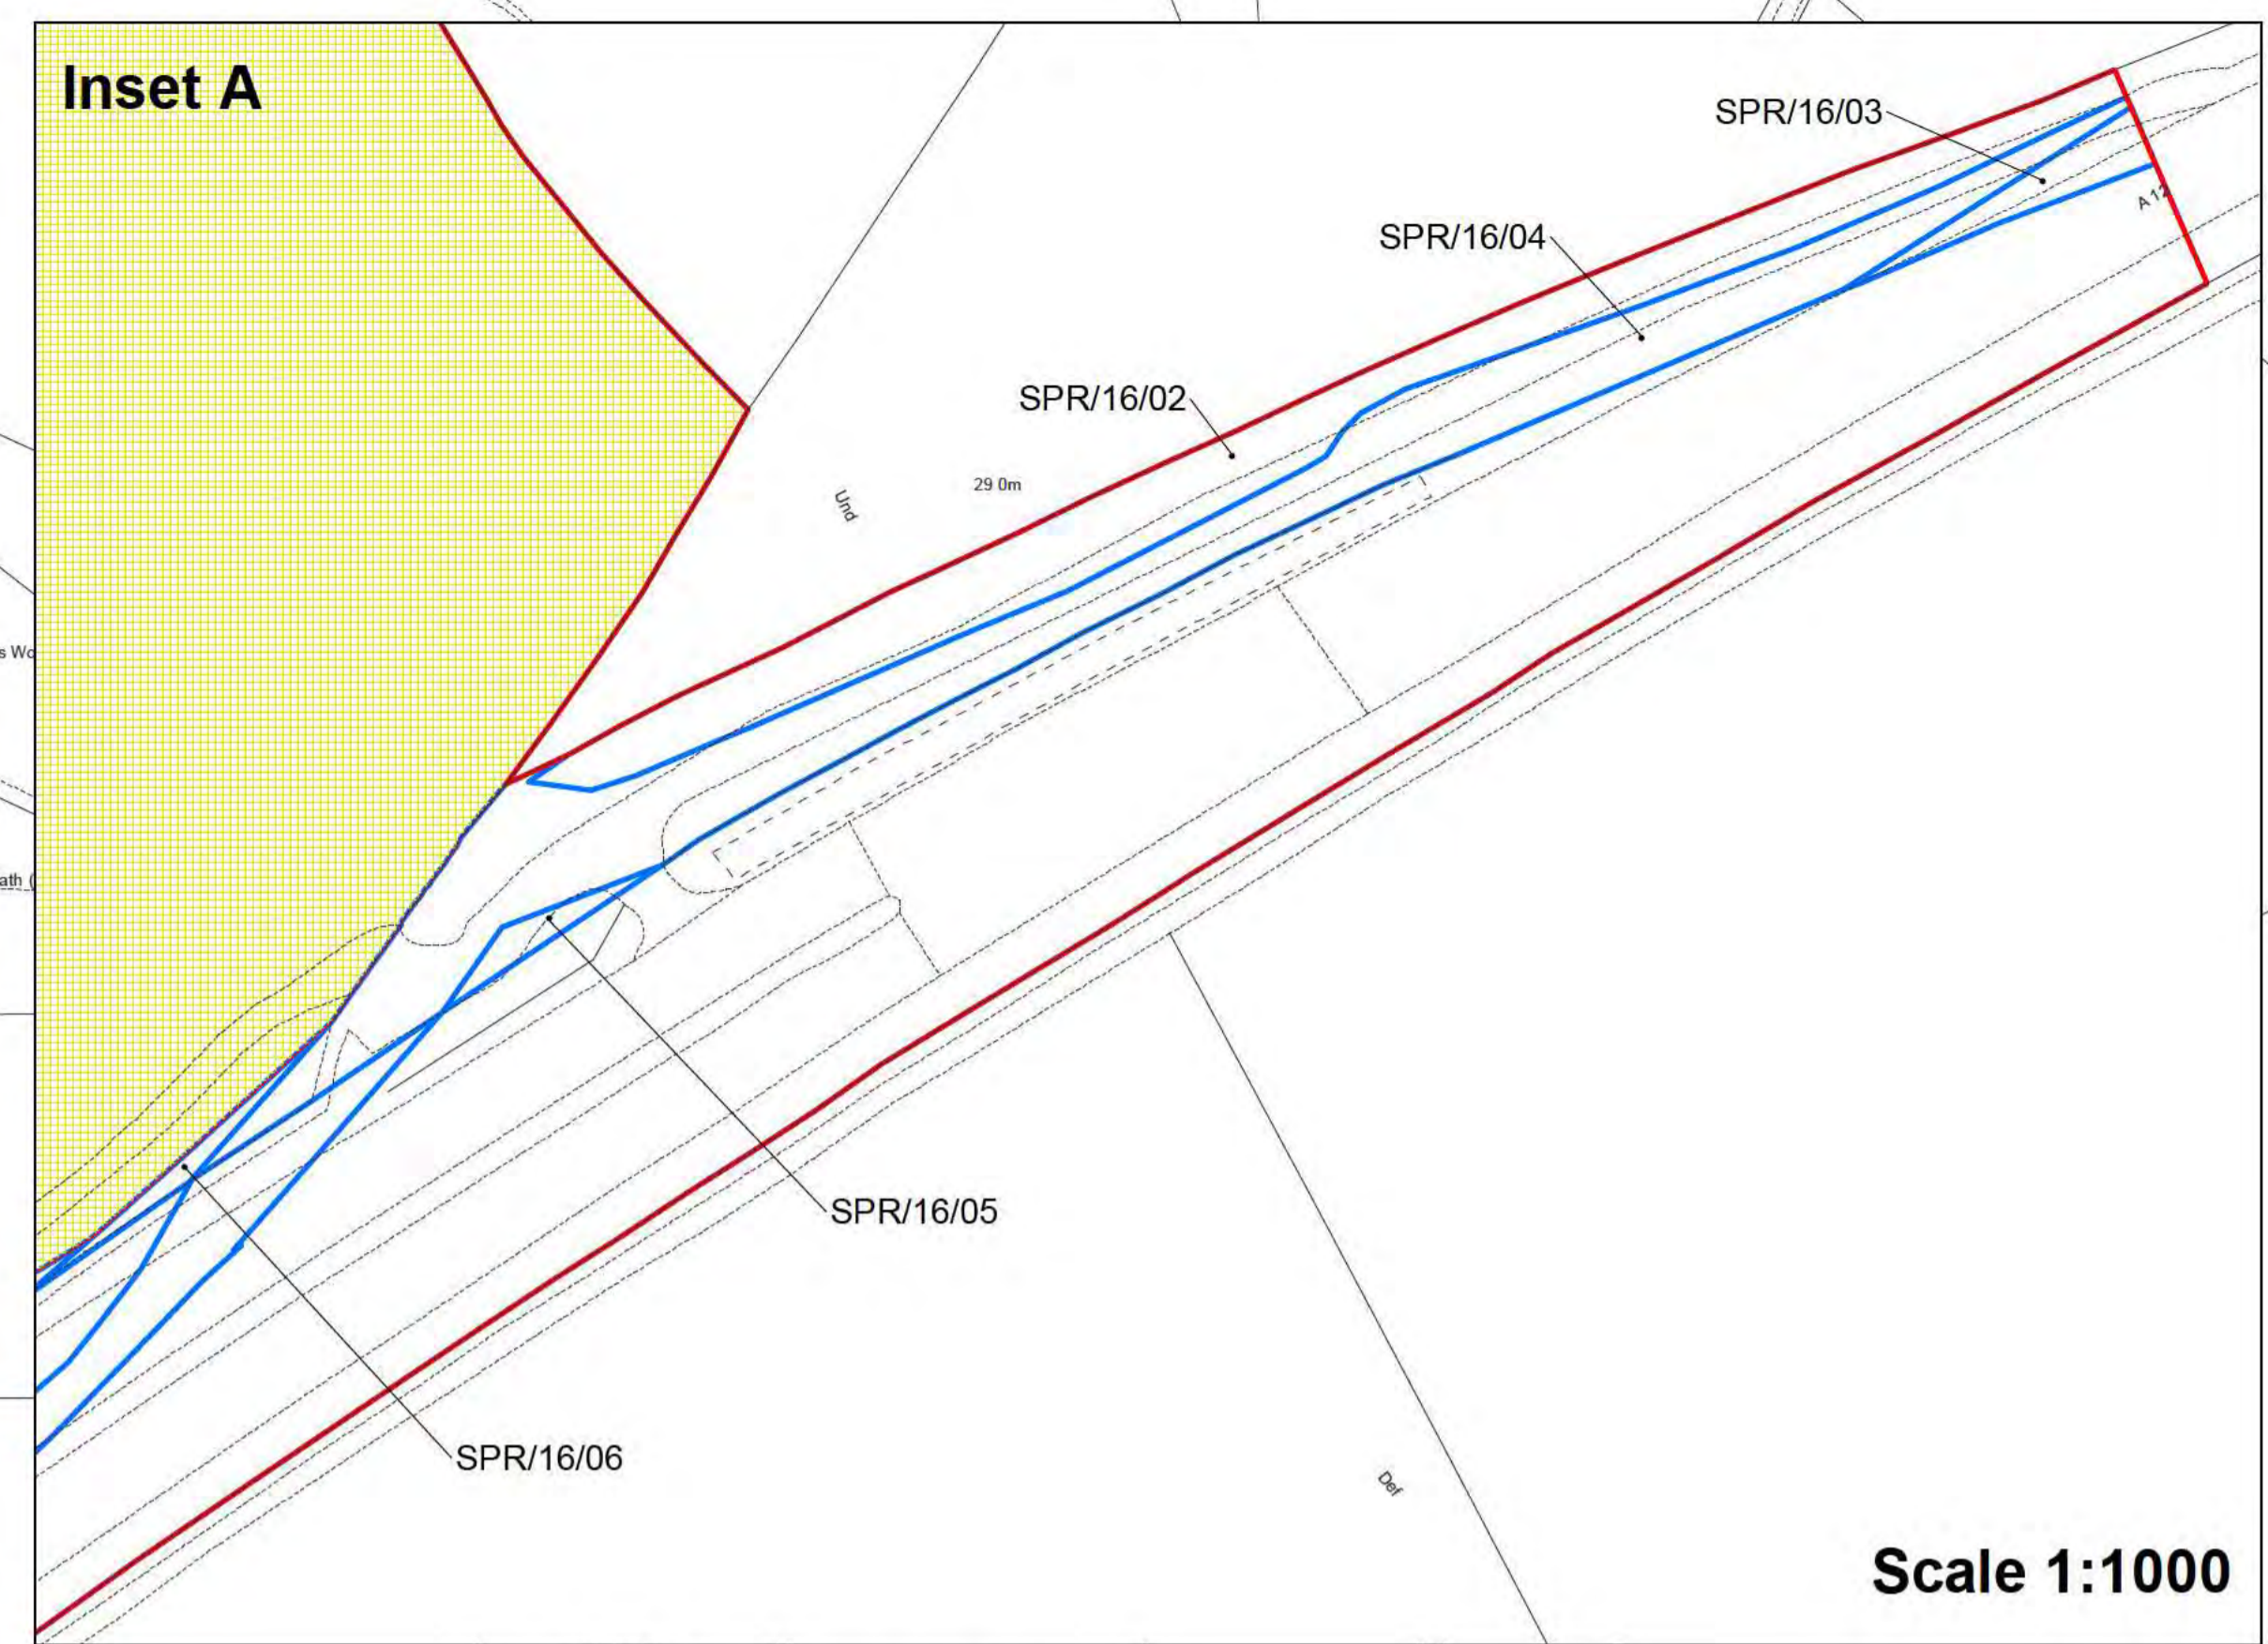 Inset A
SPR/16/03
A 12
SPR/16/04
SPR/16/02
29 0m
Und
s Wo
ath (
SPR/16/05
SPR/16/06
Def
Scale 1:1000